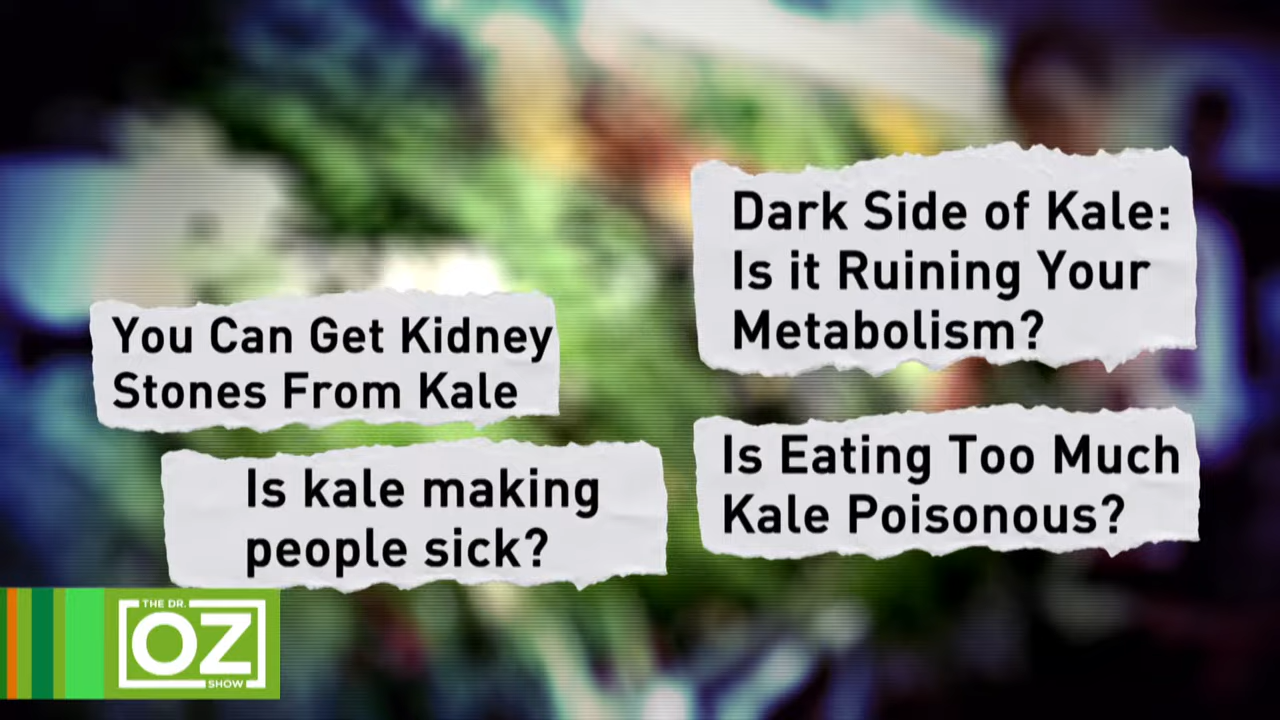 You Can Get Kidney
Stones From Kale
Is kale making
people sick?
Dark Side of Kale:
Is it Ruining Your
Metabolism?
Is Eating Too Much
Kale Poisonous?
THE DR.
OZ
SHOW